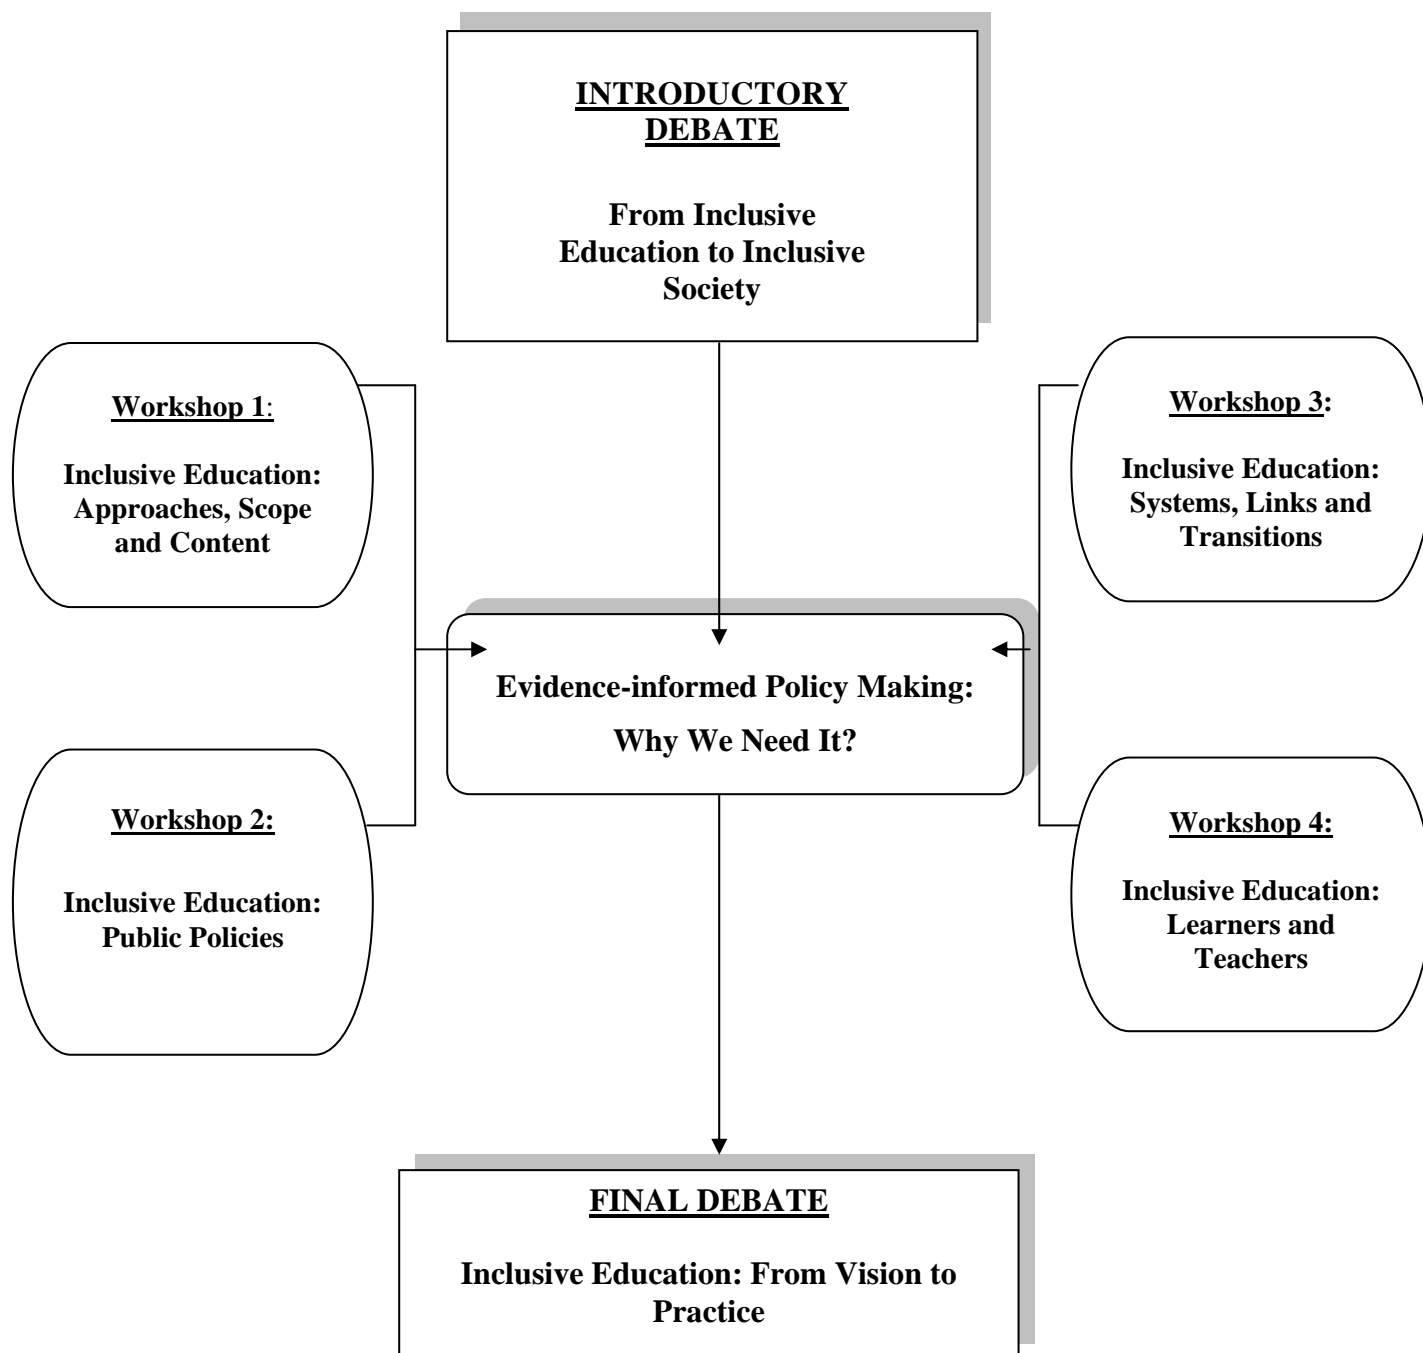 INTRODUCTORY
DEBATE
From Inclusive
Education to Inclusive
Society
Workshop 1:
Inclusive Education:
Approaches, Scope
and Content
Workshop 3:
Inclusive Education:
Systems, Links and
Transitions
Evidence-informed Policy Making:
Why We Need It?
Workshop 2:
Inclusive Education:
Public Policies
Workshop 4:
Inclusive Education:
Learners and
Teachers
FINAL DEBATE
Inclusive Education: From Vision to
Practice